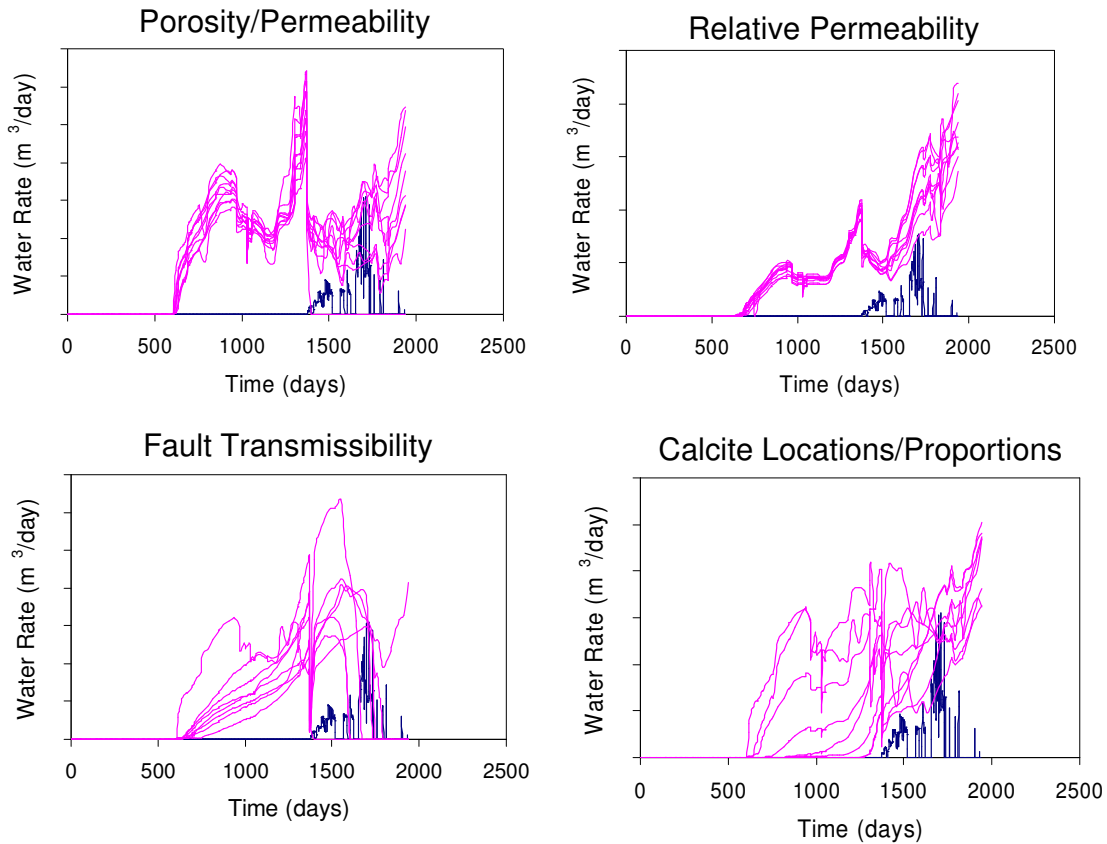 Porosity/Permeability
Water Rate (m ³/day)
0 500 1000 1500 2000 2500
Time (days)
Relative Permeability
Water Rate (m ³/day)
0 500 1000 1500 2000 2500
Time (days)
Fault Transmissibility
Water Rate (m ³/day)
0 500 1000 1500 2000 2500
Time (days)
Calcite Locations/Proportions
Water Rate (m ³/day)
0 500 1000 1500 2000 2500
Time (days)